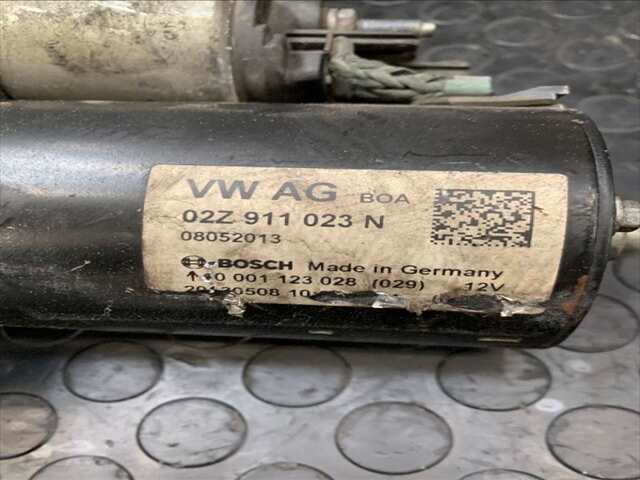 VW AG BOA
02Z 911 023 N
08052013
BOSCH Made in Germany
0 001 123 028 (029) 12V
20130508